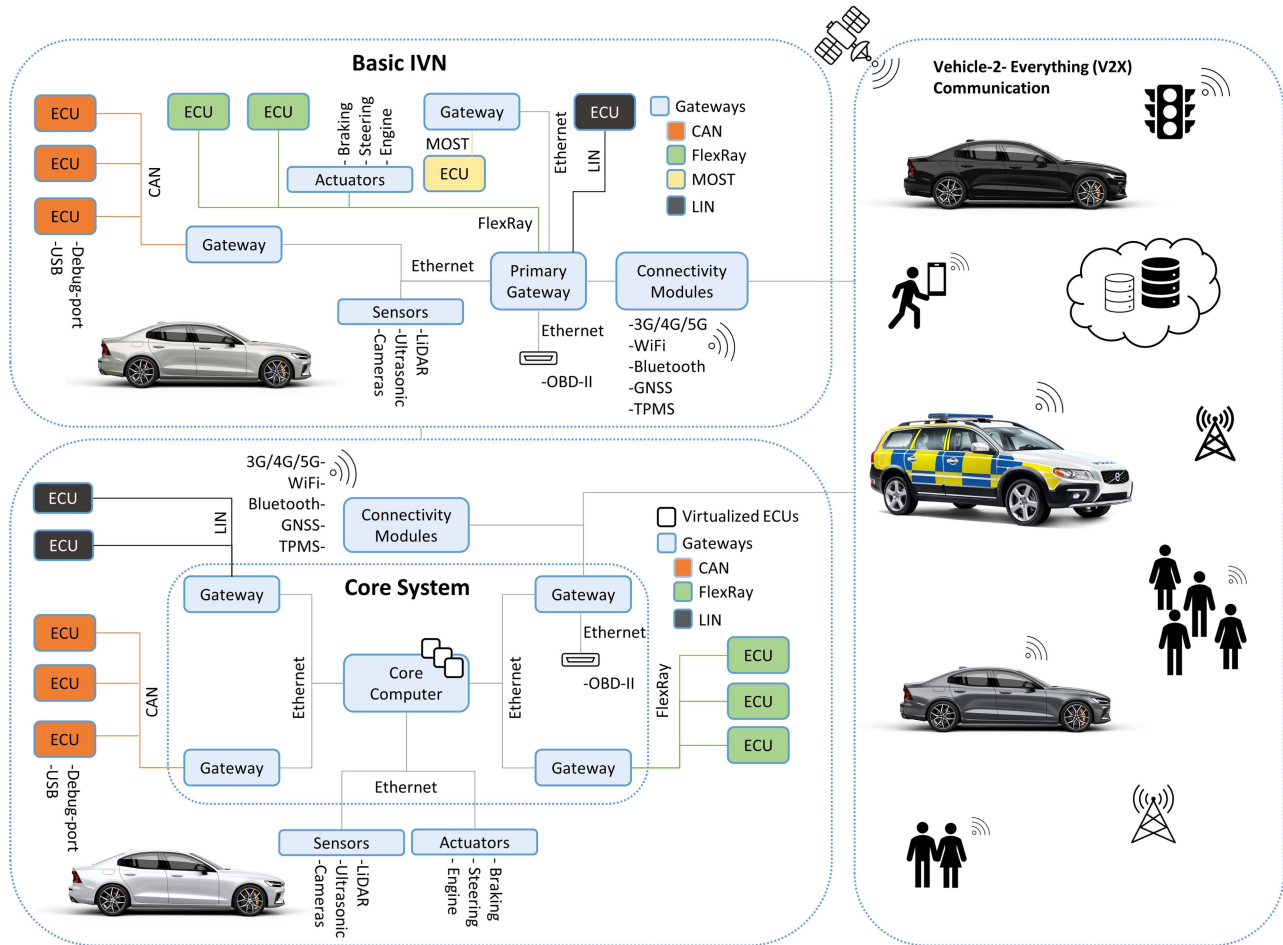 Basic IVN
ECU
ECU
ECU
CAN
-Debug-port
-USB
ECU
ECU
-Braking
-Steering
-Engine
Actuators
Gateway
MOST
ECU
Ethernet
LIN
ECU
Gateways
CAN
FlexRay
MOST
LIN
FlexRay
Gateway
Ethernet
Primary
Gateway
Connectivity
Modules
Sensors
-LiDAR
-Ultrasonic
-Cameras
Ethernet
-OBD-II
-3G/4G/5G
-WiFi
-Bluetooth
-GNSS
-TPMS
Vehicle-2- Everything (V2X)
Communication
POLIS
3G/4G/5G-
WiFi-
Bluetooth-
GNSS-
TPMS-
Connectivity
Modules
ECU
ECU
LIN
Virtualized ECUs
Gateways
CAN
FlexRay
LIN
Core System
Gateway
Gateway
Ethernet
-OBD-II
ECU
ECU
ECU
CAN
-Debug-port
-USB
Ethernet
Core
Computer
Ethernet
FlexRay
ECU
ECU
ECU
Gateway
Gateway
Ethernet
Sensors
-LiDAR
-Ultrasonic
-Cameras
Actuators
-Braking
-Steering
-Engine